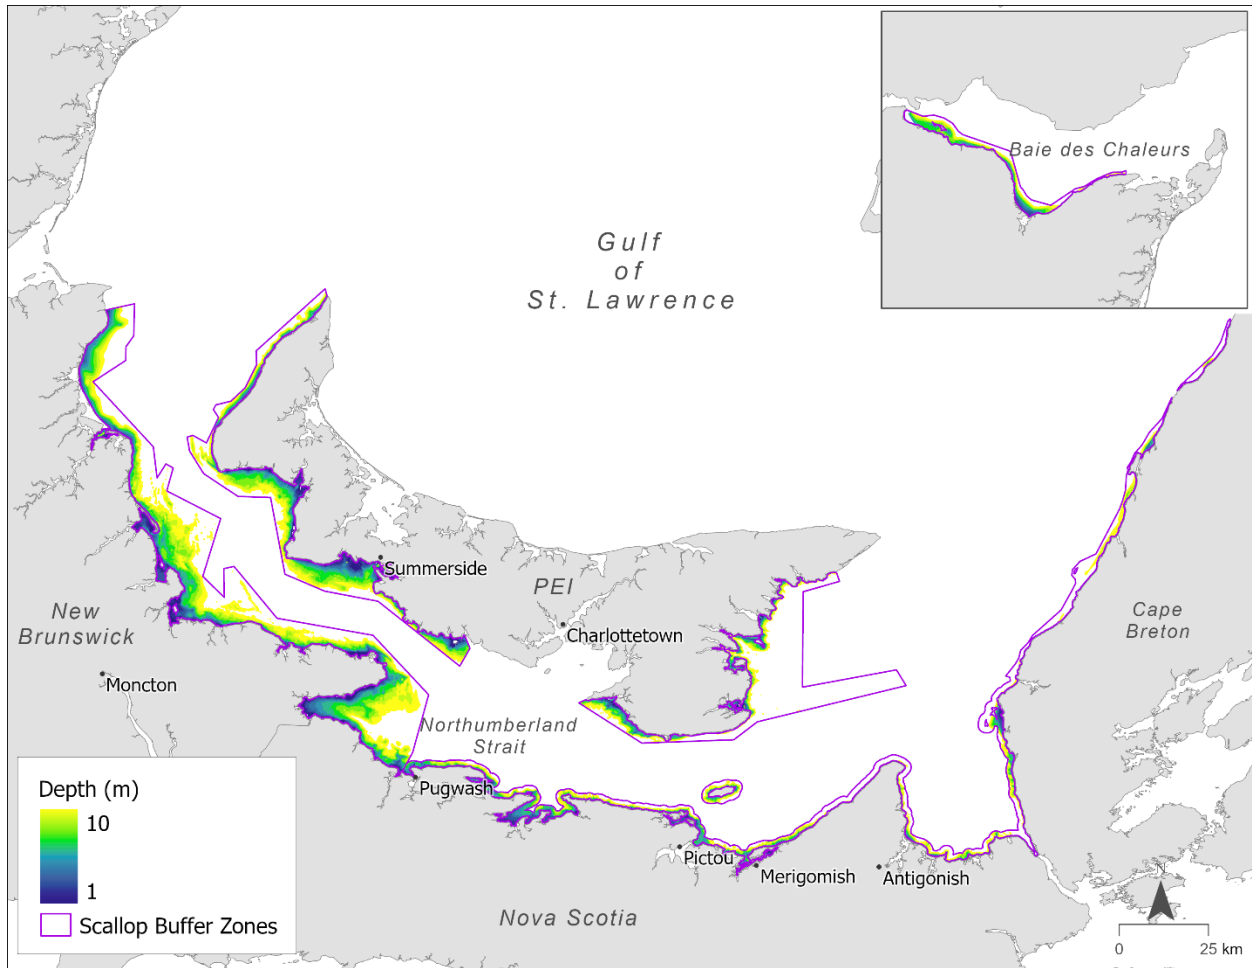 Baie des Chaleurs
Gulf
of
St. Lawrence
Summerside
PEI
New
Brunswick
Charlottetown
Cape
Breton
Moncton
Northumberland
Strait
Pugwash
Pictou
Merigomish
Antigonish
Nova Scotia
Depth (m)
10
1
Scallop Buffer Zones
N
0 25 km